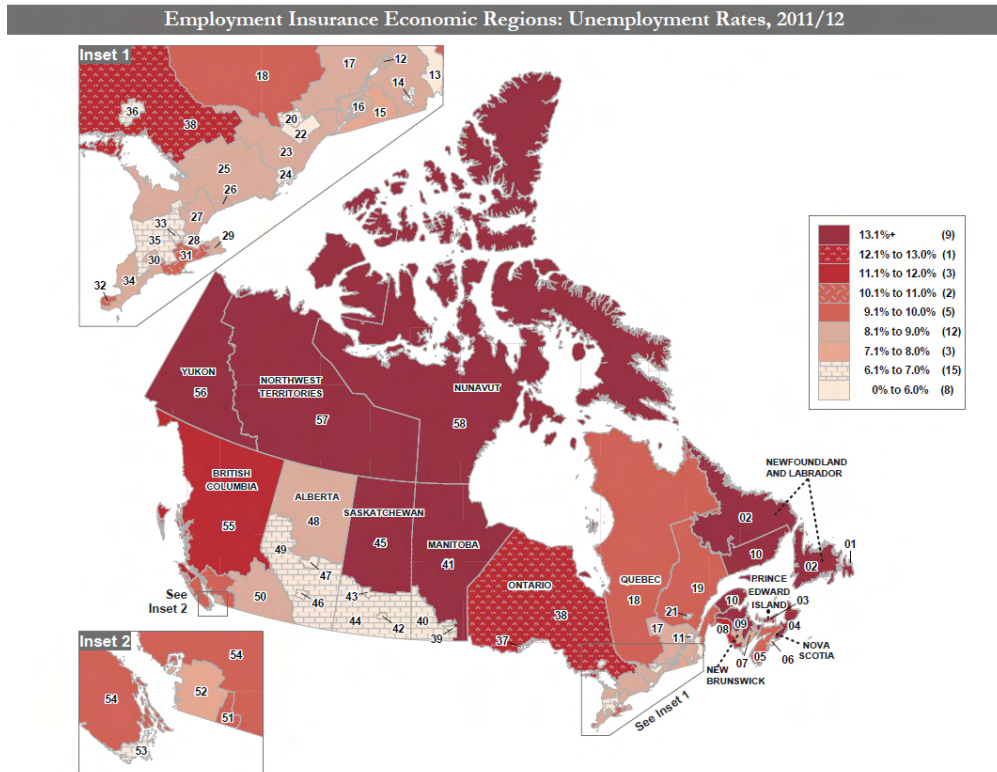 Employment Insurance Economic Regions: Unemployment Rates, 2011/12
Inset 1
17
12
14
13
18
16
15
36
20
22
38
23
25
24
26
27
33
28
29
35
31
30
34
32
13.1%+ (9)
12.1% to 13.0% (1)
11.1% to 12.0% (3)
10.1% to 11.0% (2)
9.1% to 10.0% (5)
8.1% to 9.0% (12)
7.1% to 8.0% (3)
6.1% to 7.0% (15)
0% to 6.0% (8)
YUKON
56
NORTHWEST
TERRITORIES
57
NUNAVUT
58
BRITISH
COLUMBIA
55
ALBERTA
48
SASKATCHEWAN
45
MANITOBA
41
49
47
46
50
43
44
42
40
39
ONTARIO
38
37
QUEBEC
18
19
21
17
11
NEWFOUNDLAND
AND LABRADOR
02
01
02
10
PRINCE
EDWARD
ISLAND
03
10
04
09
08
NOVA
SCOTIA
07
05
06
NEW
BRUNSWICK
See
Inset 2
See Inset 1
Inset 2
54
54
52
51
53